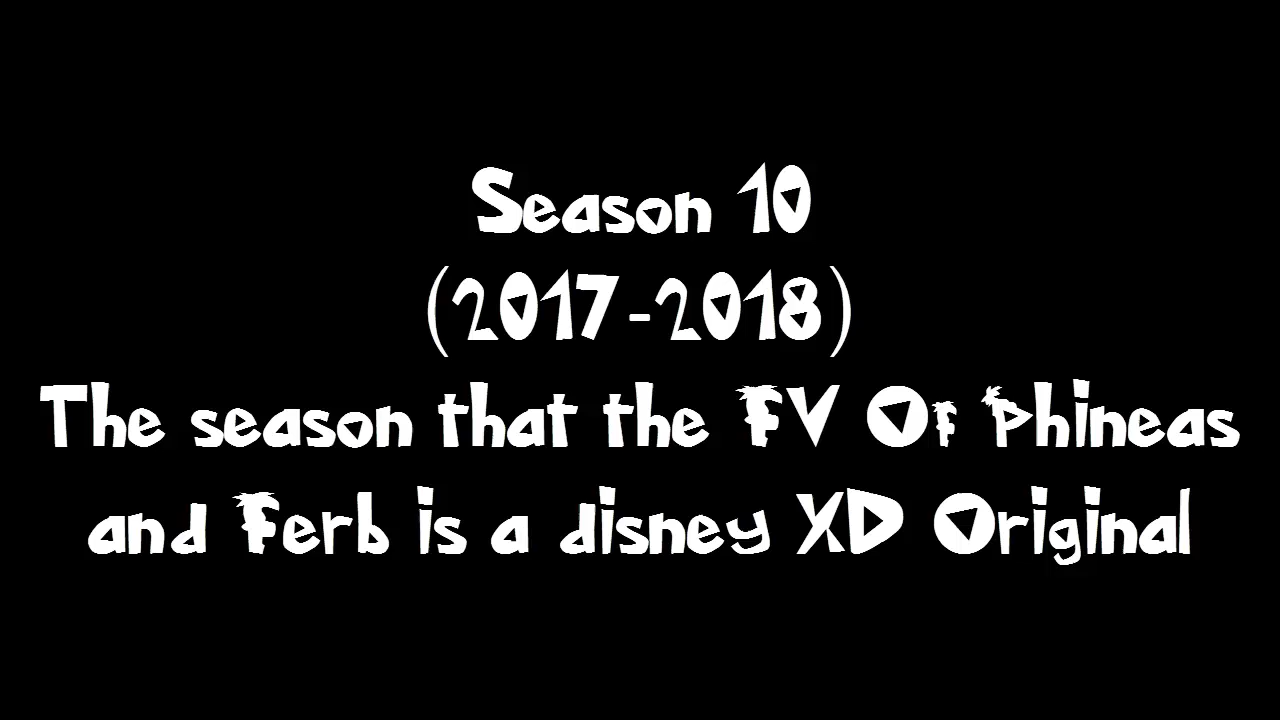 Season 10
(2017-2018)
The season that the FV Of Phineas
and Ferb is a disney XD Original